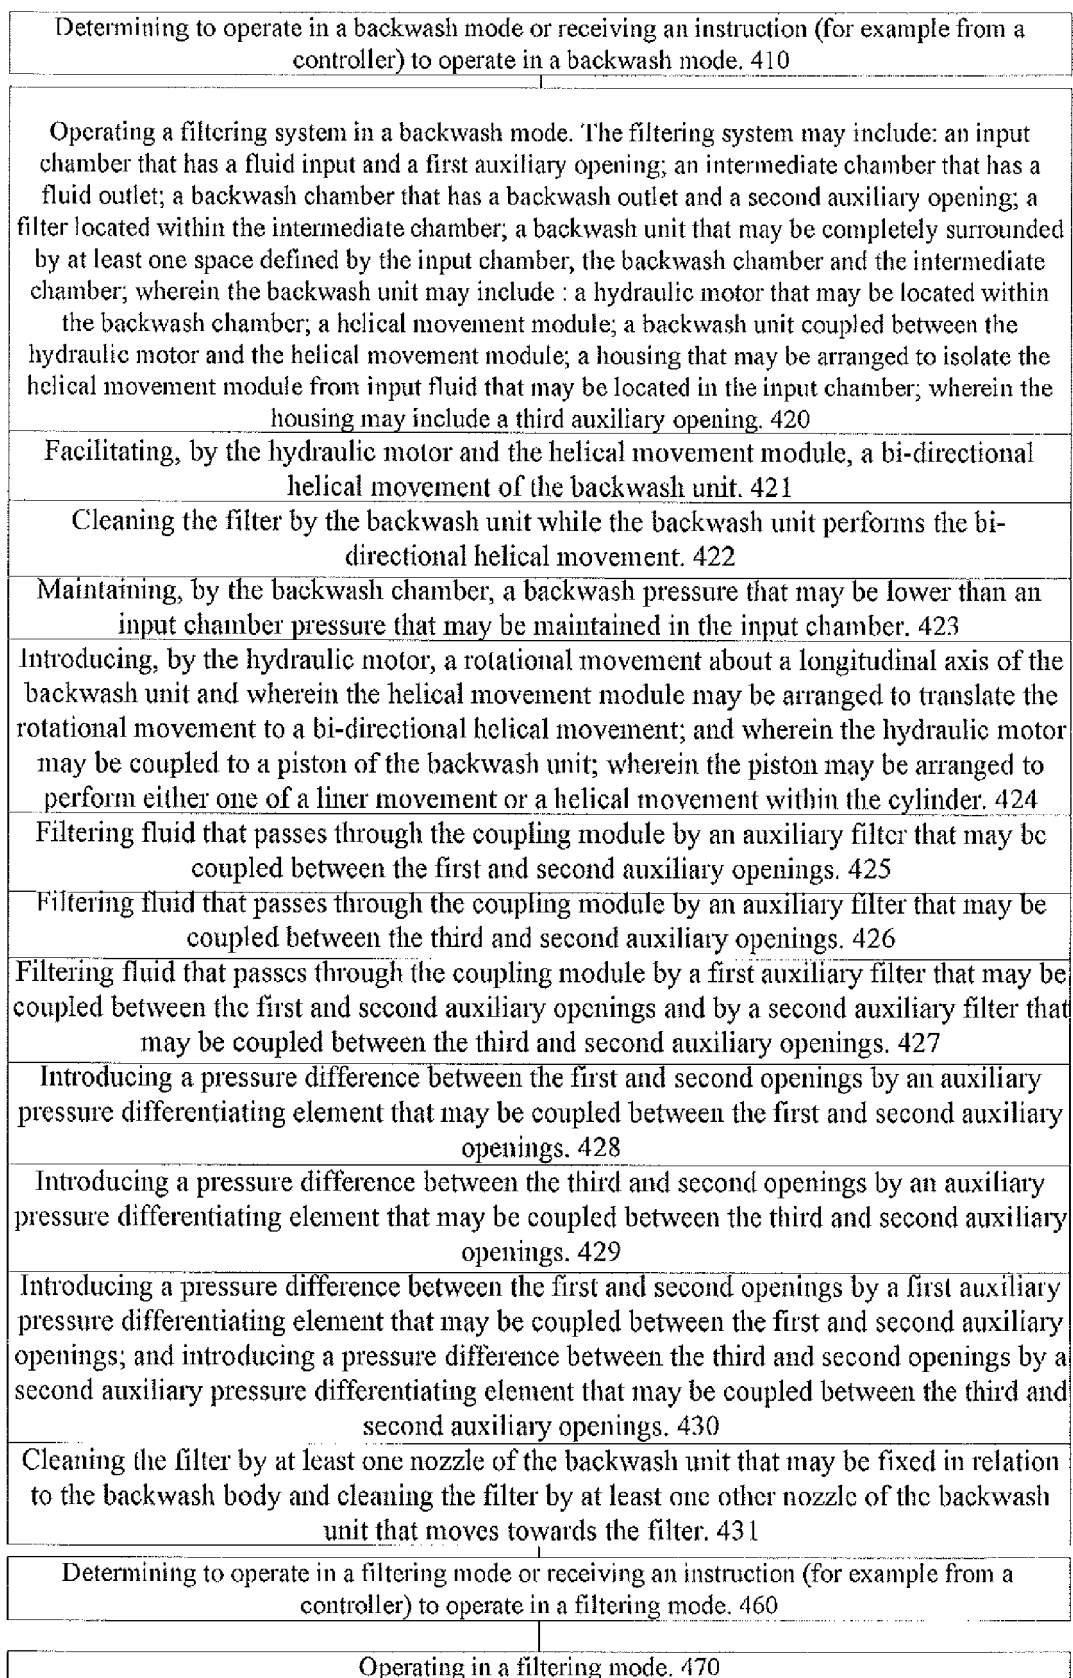 Determining to operate in a backwash mode or receiving an instruction (for example from a
controller) to operate in a backwash mode. 410
Operating a filtering system in a backwash mode. The filtering system may include: an input
chamber that has a fluid input and a first auxiliary opening; an intermediate chamber that has a
fluid outlet; a backwash chamber that has a backwash outlet and a second auxiliary opening; a
filter located within the intermediate chamber; a backwash unit that may be completely surrounded
by at least one space defined by the input chamber, the backwash chamber and the intermediate
chamber; wherein the backwash unit may include : a hydraulic motor that may be located within
the backwash chamber; a helical movement module; a backwash unit coupled between the
hydraulic motor and the helical movement module; a housing that may be arranged to isolate the
helical movement module from input fluid that may be located in the input chamber; wherein the
housing may include a third auxiliary opening. 420
Facilitating, by the hydraulic motor and the helical movement module, a bi-directional
helical movement of the backwash unit. 421
Cleaning the filter by the backwash unit while the backwash unit performs the bi-
directional helical movement. 422
Maintaining, by the backwash chamber, a backwash pressure that may be lower than an
input chamber pressure that may be maintained in the input chamber. 423
Introducing, by the hydraulic motor, a rotational movement about a longitudinal axis of the
backwash unit and wherein the helical movement module may be arranged to translate the
rotational movement to a bi-directional helical movement; and wherein the hydraulic motor
may be coupled to a piston of the backwash unit; wherein the piston may be arranged to
perform either one of a liner movement or a helical movement within the cylinder. 424
Filtering fluid that passes through the coupling module by an auxiliary filter that may be
coupled between the first and second auxiliary openings. 425
Filtering fluid that passes through the coupling module by an auxiliary filter that may be
coupled between the third and second auxiliary openings. 426
Filtering fluid that passes through the coupling module by a first auxiliary filter that may be
coupled between the first and second auxiliary openings and by a second auxiliary filter that
may be coupled between the third and second auxiliary openings. 427
Introducing a pressure difference between the first and second openings by an auxiliary
pressure differentiating element that may be coupled between the first and second auxiliary
openings. 428
Introducing a pressure difference between the third and second openings by an auxiliary
pressure differentiating element that may be coupled between the third and second auxiliary
openings. 429
Introducing a pressure difference between the first and second openings by a first auxiliary
pressure differentiating element that may be coupled between the first and second auxiliary
openings; and introducing a pressure difference between the third and second openings by a
second auxiliary pressure differentiating element that may be coupled between the third and
second auxiliary openings. 430
Cleaning the filter by at least one nozzle of the backwash unit that may be fixed in relation
to the backwash body and cleaning the filter by at least one other nozzle of the backwash
unit that moves towards the filter. 431
Determining to operate in a filtering mode or receiving an instruction (for example from a
controller) to operate in a filtering mode. 460
Operating in a filtering mode. 470